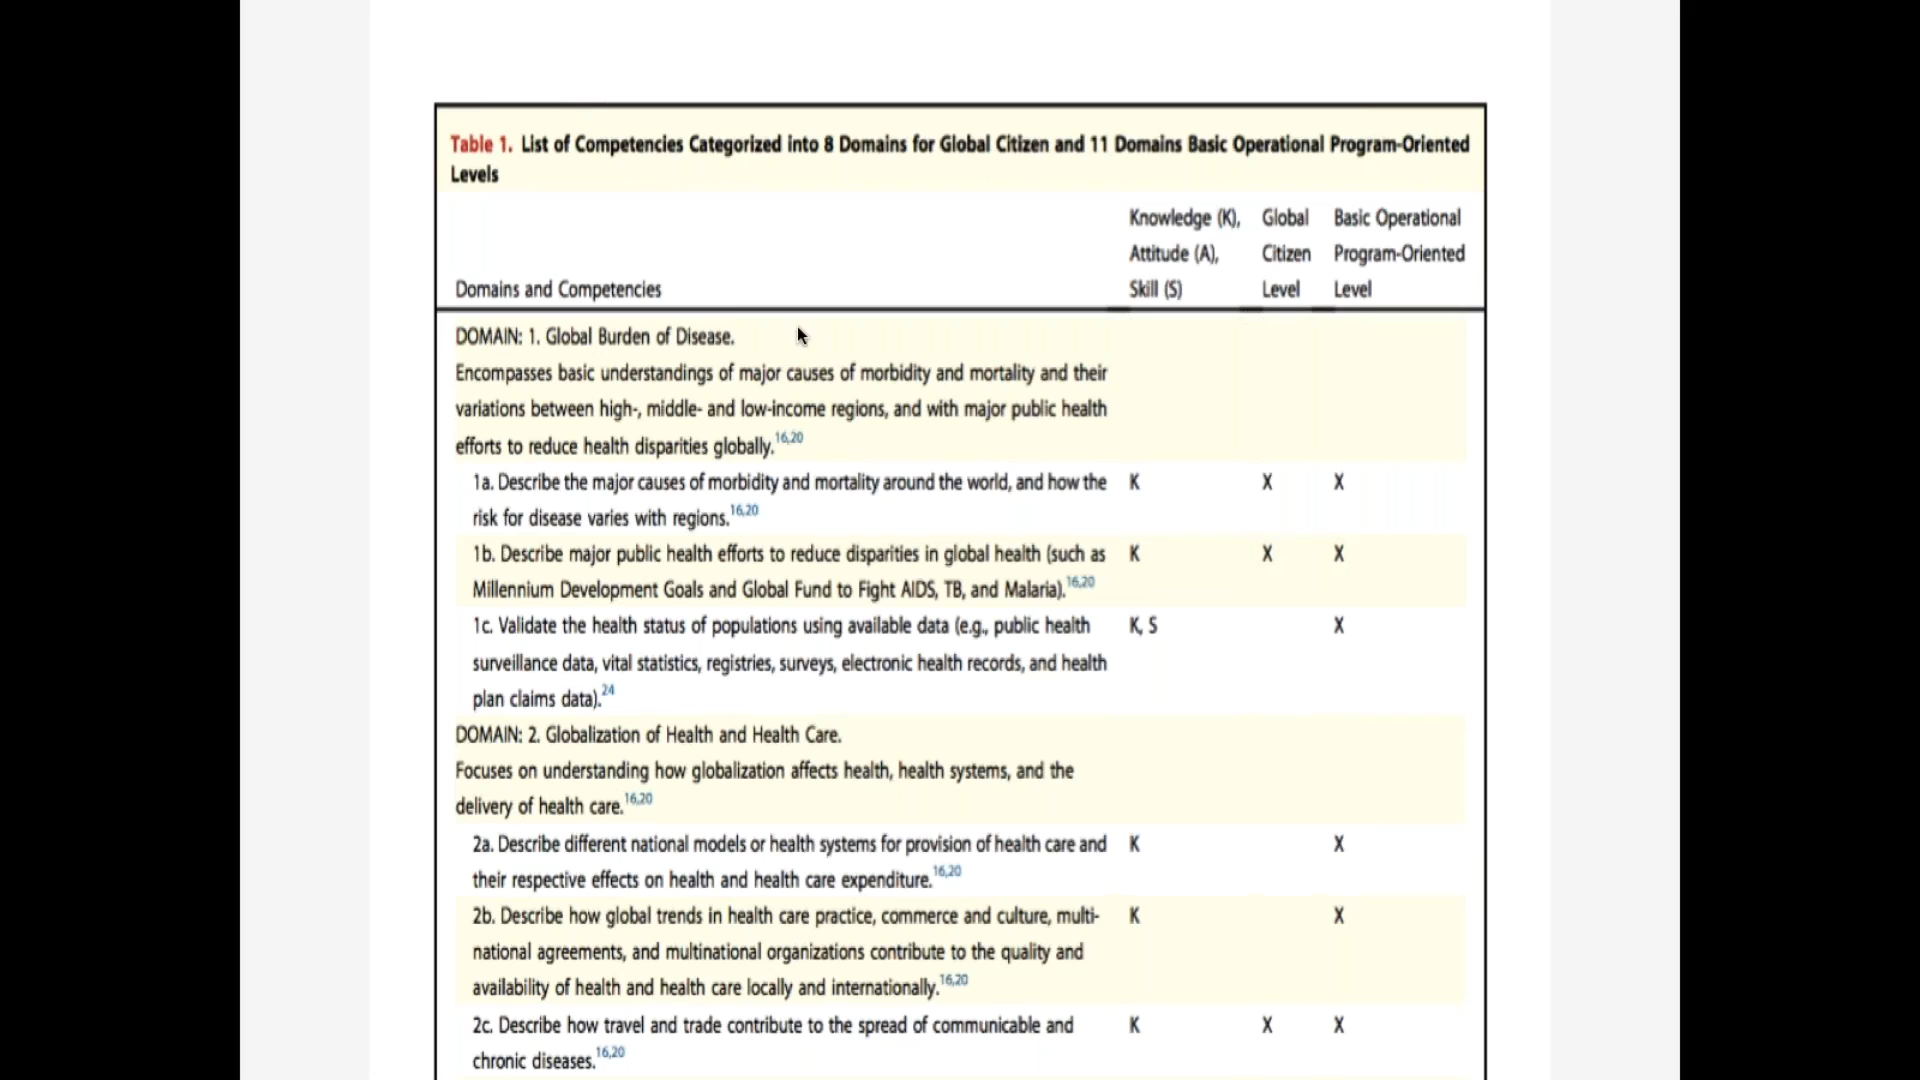 Table 1. List of Competencies Categorized into 8 Domains for Global Citizen and 11 Domains Basic Operational Program-Oriented
Levels
Knowledge (K), Global Basic Operational
Attitude (A), Citizen Program-Oriented
Domains and Competencies Skill (S) Level Level
DOMAIN: 1. Global Burden of Disease.
Encompasses basic understandings of major causes of morbidity and mortality and their
variations between high-, middle- and low-income regions, and with major public health
efforts to reduce health disparities globally.16,20
1a. Describe the major causes of morbidity and mortality around the world, and how the K X X
risk for disease varies with regions.16,20
1b. Describe major public health efforts to reduce disparities in global health (such as K X X
Millennium Development Goals and Global Fund to Fight AIDS, TB, and Malaria).16,20
1c. Validate the health status of populations using available data (e.g., public health K, S X
surveillance data, vital statistics, registries, surveys, electronic health records, and health
plan claims data).24
DOMAIN: 2. Globalization of Health and Health Care.
Focuses on understanding how globalization affects health, health systems, and the
delivery of health care.16,20
2a. Describe different national models or health systems for provision of health care and K X
their respective effects on health and health care expenditure.16,20
2b. Describe how global trends in health care practice, commerce and culture, multi- K X
national agreements, and multinational organizations contribute to the quality and
availability of health and health care locally and internationally.16,20
2c. Describe how travel and trade contribute to the spread of communicable and K X X
chronic diseases.16,20